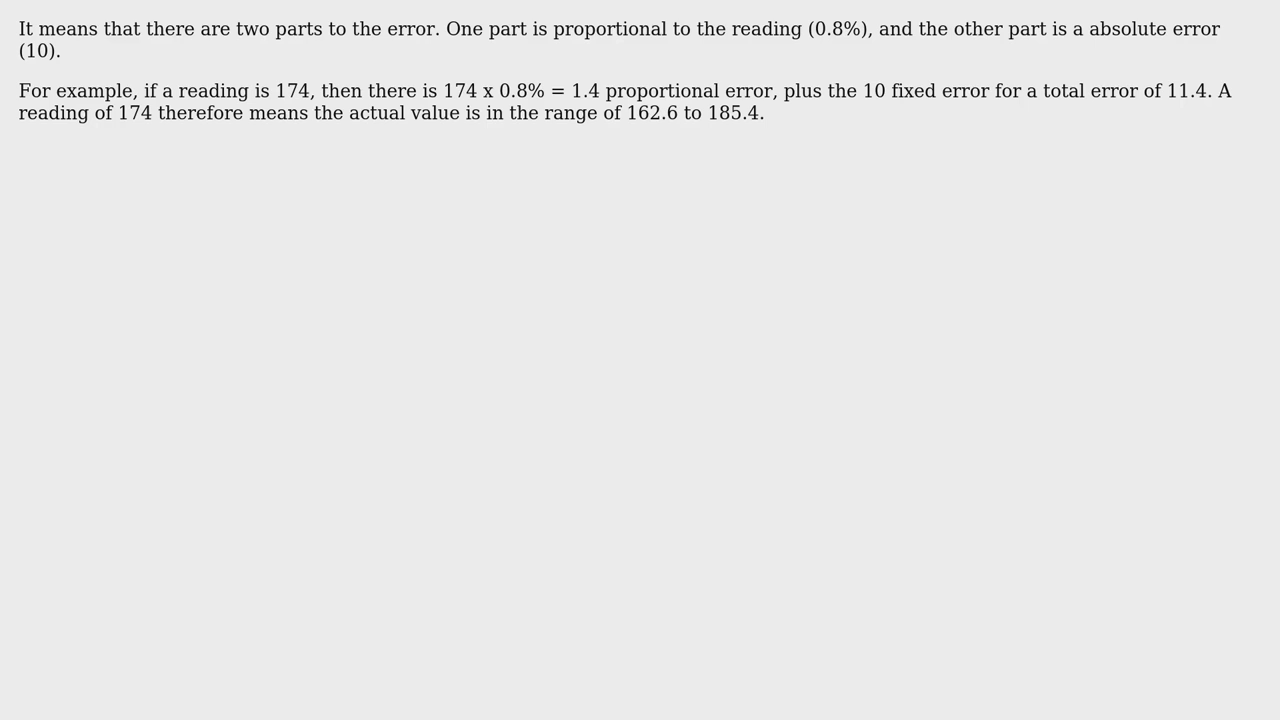 It means that there are two parts to the error. One part is proportional to the reading (0.8%), and the other part is a absolute error
(10).
For example, if a reading is 174, then there is 174 x 0.8% = 1.4 proportional error, plus the 10 fixed error for a total error of 11.4. A
reading of 174 therefore means the actual value is in the range of 162.6 to 185.4.